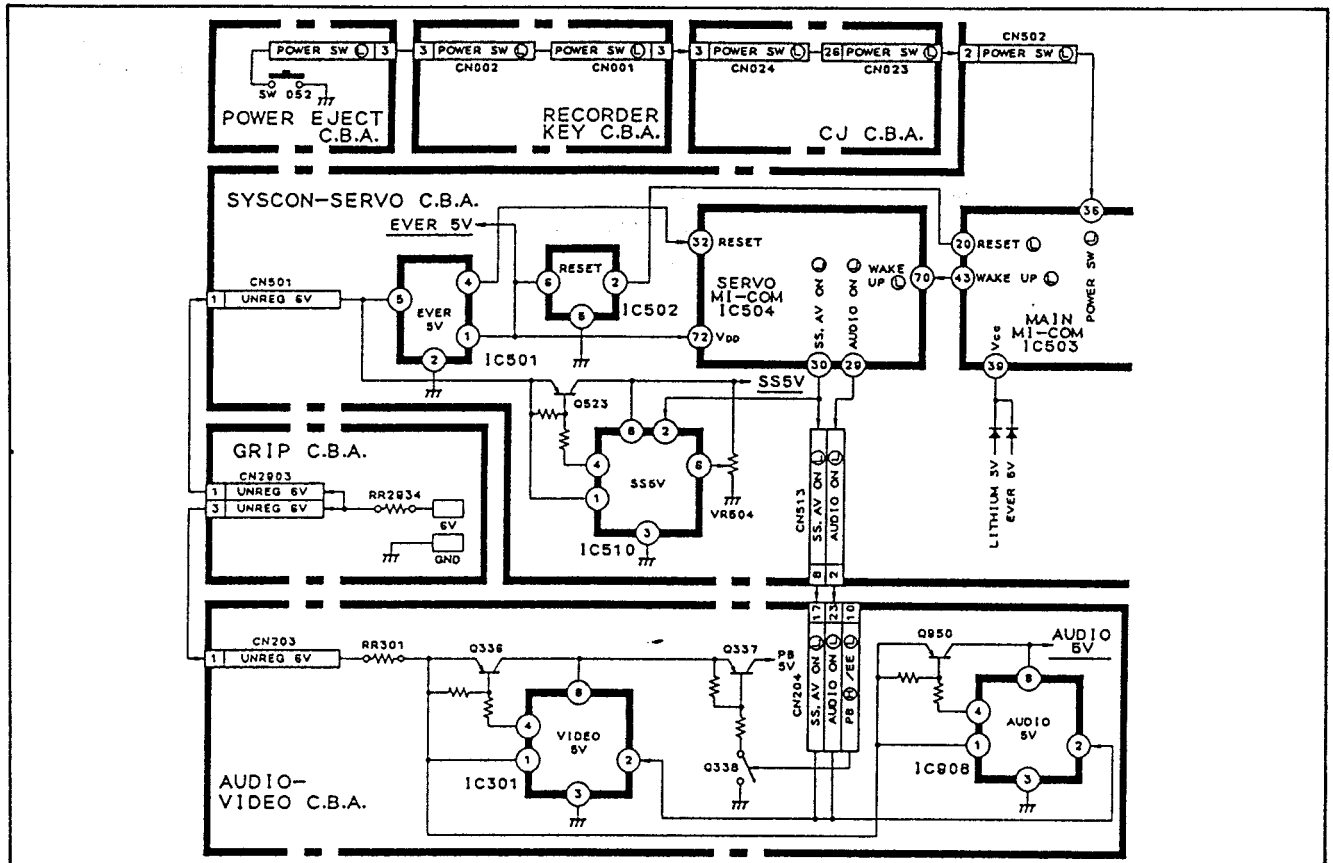 POWER SW Ⓛ 3
3 POWER SW Ⓛ
POWER SW Ⓛ 3
3 POWER SW Ⓛ
26 POWER SW Ⓛ
CN502
2 POWER SW Ⓛ
CN002
CN001
CN024
CN023
SW 052
POWER EJECT
C.B.A.
RECORDER
KEY C.B.A.
CJ C.B.A.
SYSCON-SERVO C.B.A.
EVER 5V
36
POWER SW Ⓛ
CN501
1 UNREG 6V
5
EVER
5V
4
1
2
IC501
RESET
6
2
5
IC502
32 RESET
SERVO
MI-COM
IC504
72 VDD
SS. AV ON Ⓛ
AUDIO ON Ⓛ
WAKE
UP Ⓛ
70
30
29
20 RESET Ⓛ
43 WAKE UP Ⓛ
MAIN
MI-COM
IC503
Vcc
39
LITHIUM 3V
Q523
SS5V
8
2
4
6
SS5V
1
3
VR504
IC510
GRIP C.B.A.
CN2903
1 UNREG 6V
3 UNREG 6V
RR2934
6V
GND
CN513
SS. AV ON Ⓛ
AUDIO ON Ⓛ
8
2
17
23
10
CN204
SS. AV ON Ⓛ
AUDIO ON Ⓛ
PB Ⓗ /EE Ⓛ
CN203
1 UNREG 6V
RR301
Q336
Q337
PB
5V
Q950
AUDIO
5V
8
4
VIDEO
5V
1
2
3
IC301
Q338
8
4
AUDIO
5V
1
2
3
IC908
AUDIO-
VIDEO C.B.A.